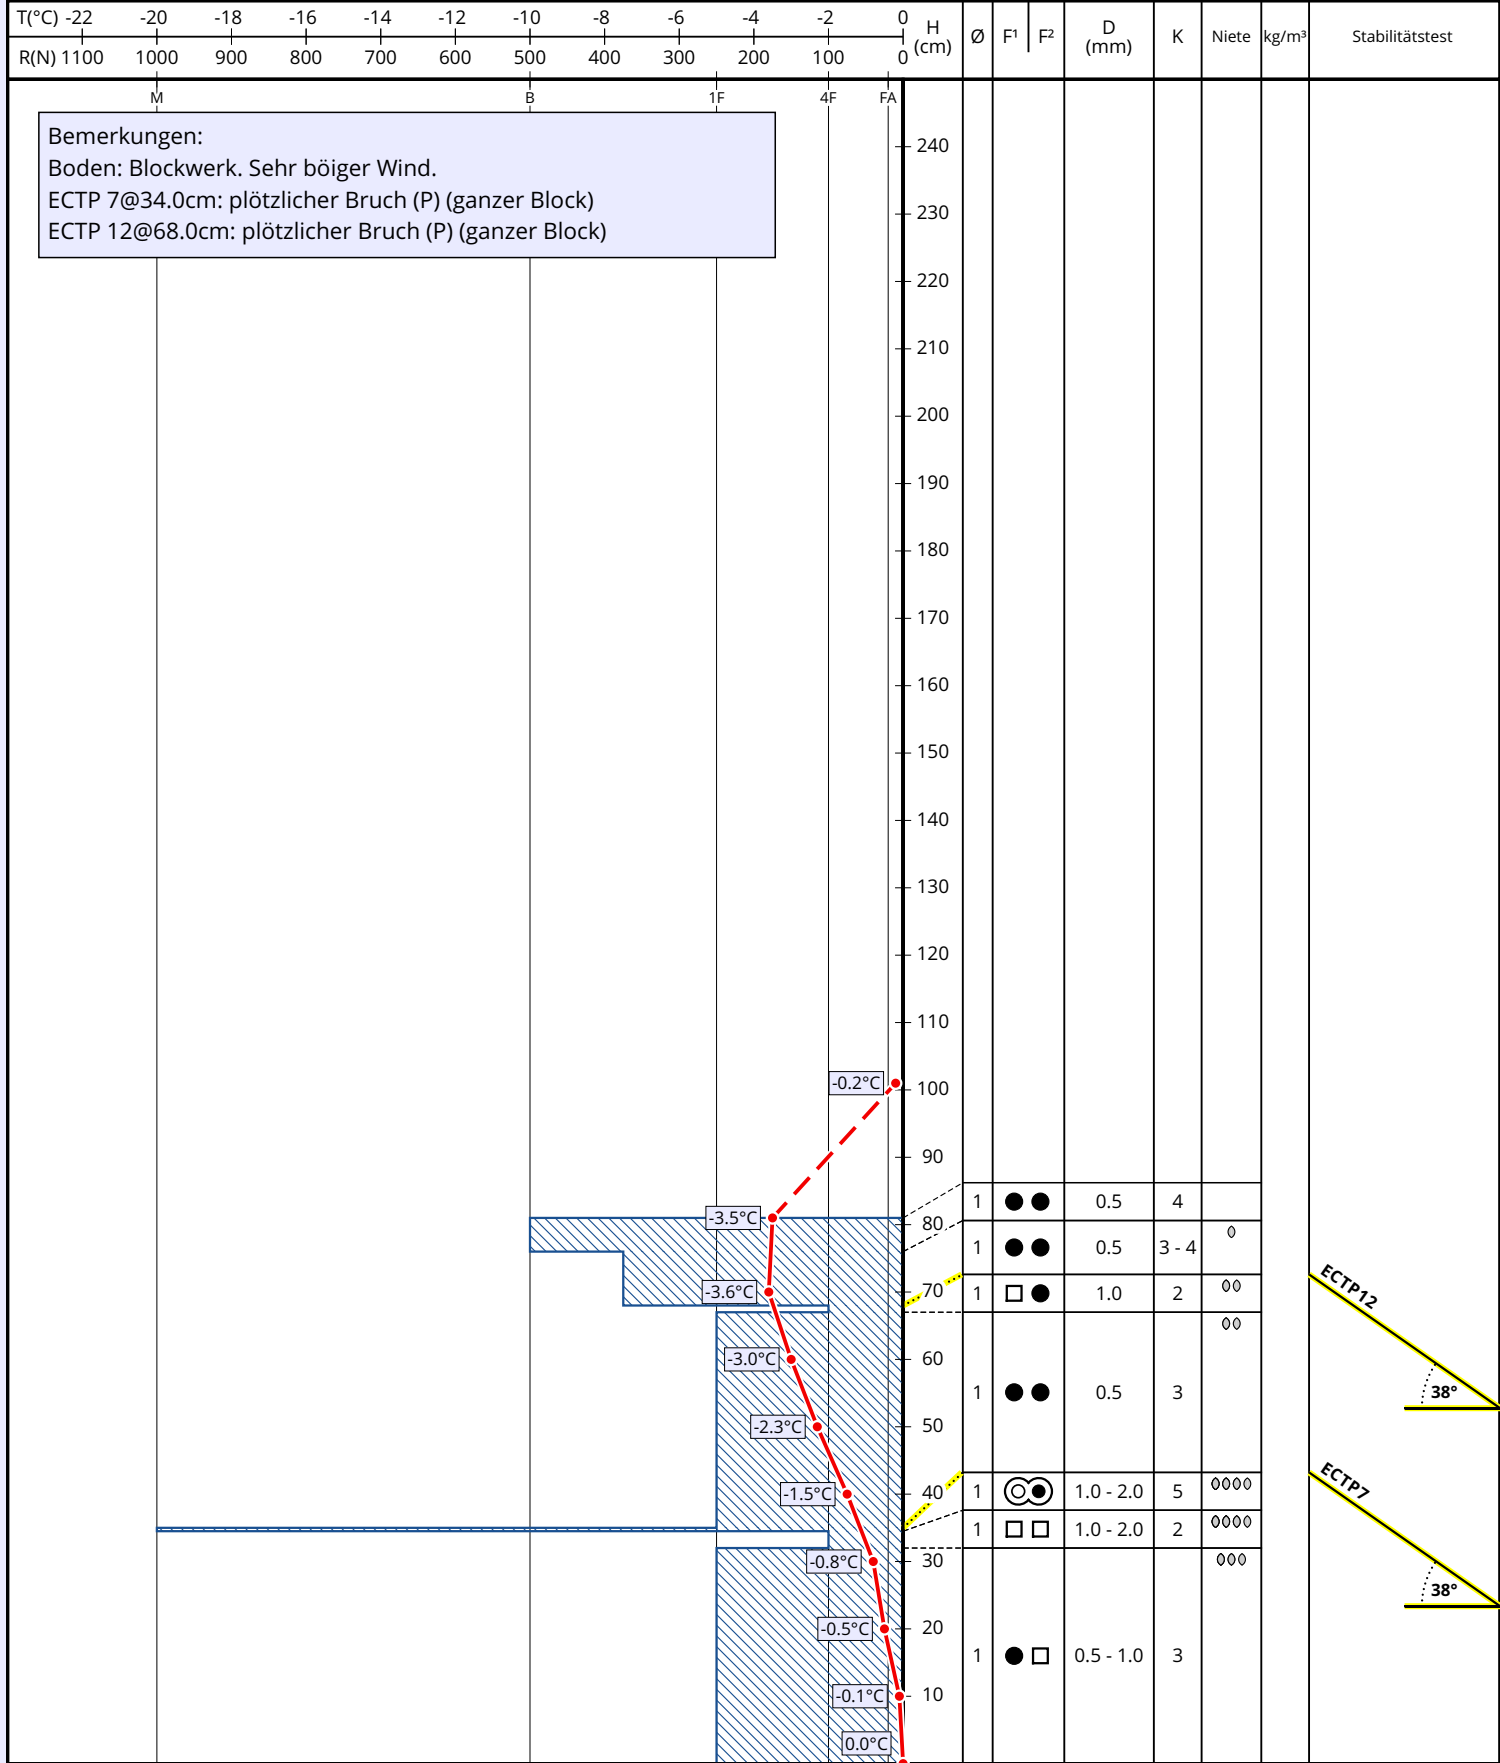 T(°C) -22 -20 -18 -16 -14 -12 -10 -8 -6 -4 -2 0
R(N) 1100 1000 900 800 700 600 500 400 300 200 100 0
H (cm) Ø F¹ F² D (mm) K Niete kg/m³ Stabilitätstest
M B 1F 4F FA
Bemerkungen:
Boden: Blockwerk. Sehr böiger Wind.
ECTP 7@34.0cm: plötzlicher Bruch (P) (ganzer Block)
ECTP 12@68.0cm: plötzlicher Bruch (P) (ganzer Block)
240
230
220
210
200
190
180
170
160
150
140
130
120
110
-0.2°C 100
90
1 0.5 4
-3.5°C 80
1 0.5 3 - 4
-3.6°C 70 1 1.0 2
ECTP12
-3.0°C 60
1 0.5 3
38°
-2.3°C 50
-1.5°C 40 1 1.0 - 2.0 5
ECTP7
1 1.0 - 2.0 2
-0.8°C 30
38°
-0.5°C 20
1 0.5 - 1.0 3
-0.1°C 10
0.0°C